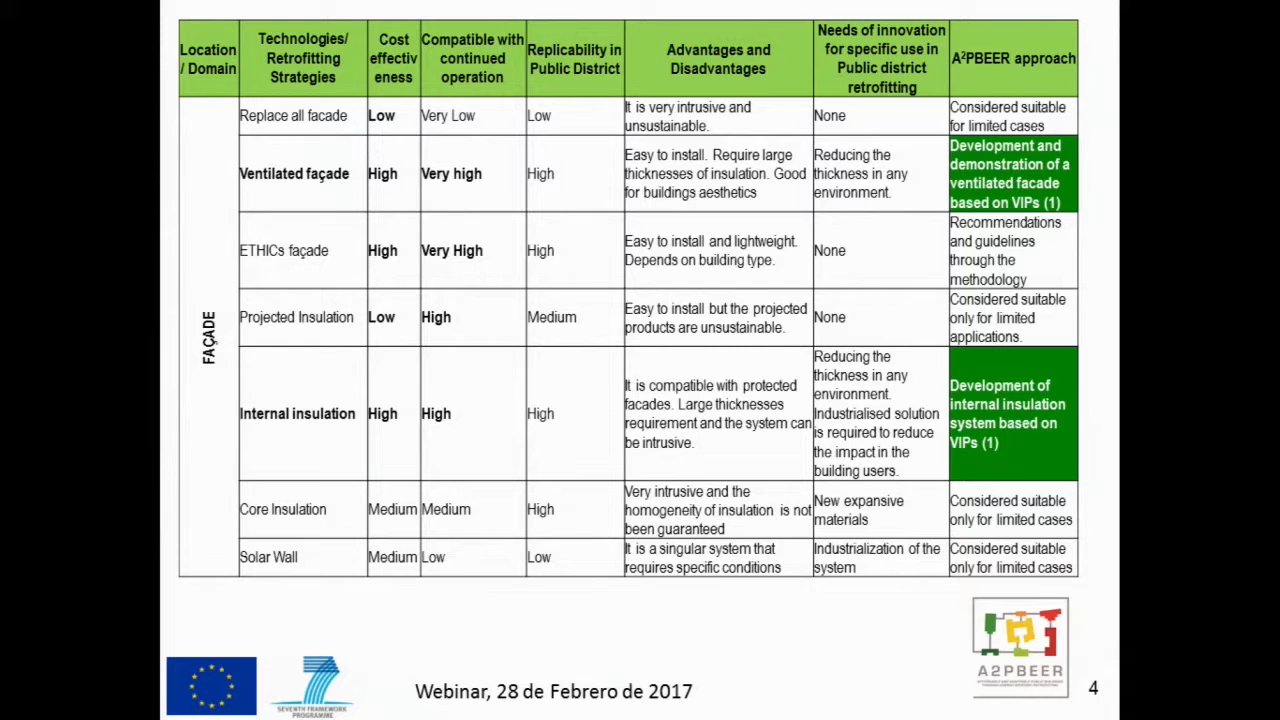 Location / Domain
Technologies/ Retrofitting Strategies
Cost effectiv eness
Compatible with continued operation
Replicability in Public District
Advantages and Disadvantages
Needs of innovation for specific use in Public district retrofitting
A²PBEER approach
FAÇADE
Replace all facade
Low
Very Low
Low
It is very intrusive and
unsustainable.
None
Considered suitable
for limited cases
Ventilated façade
High
Very high
High
Easy to install. Require large
thicknesses of insulation. Good
for buildings aesthetics
Reducing the
thickness in any
environment.
Development and
demonstration of a
ventilated facade
based on VIPs (1)
ETHICs façade
High
Very High
High
Easy to install and lightweight.
Depends on building type.
None
Recommendations
and guidelines
through the
methodology
Projected Insulation
Low
High
Medium
Easy to install but the projected
products are unsustainable.
None
Considered suitable
only for limited
applications.
Internal insulation
High
High
High
It is compatible with protected
facades. Large thicknesses
requirement and the system can
be intrusive.
Reducing the
thickness in any
environment.
Industrialised solution
is required to reduce
the impact in the
building users.
Development of
internal insulation
system based on
VIPs (1)
Core Insulation
Medium
Medium
High
Very intrusive and the
homogeneity of insulation is not
been guaranteed
New expansive
materials
Considered suitable
only for limited cases
Solar Wall
Medium
Low
Low
It is a singular system that
requires specific conditions
Industrialization of the
system
Considered suitable
only for limited cases
SEVENTH FRAMEWORK
PROGRAMME
Webinar, 28 de Febrero de 2017
A2PBEER
4